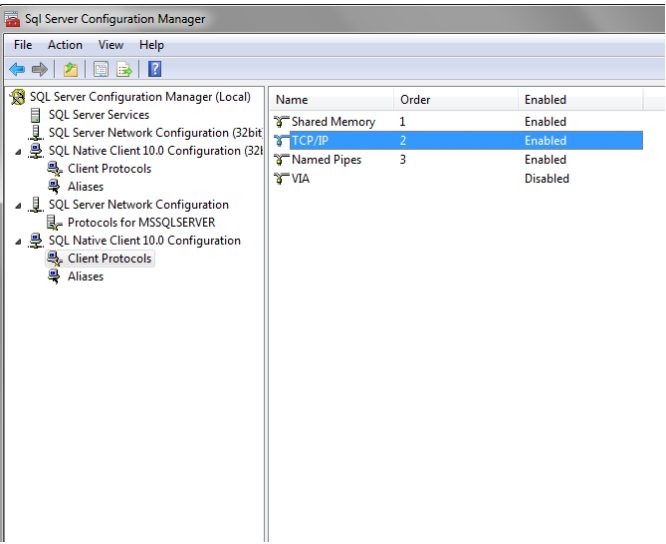 Sql Server Configuration Manager
File Action View Help
SQL Server Configuration Manager (Local)
SQL Server Services
SQL Server Network Configuration (32bit
SQL Native Client 10.0 Configuration (32b
Client Protocols
Aliases
SQL Server Network Configuration
Protocols for MSSQLSERVER
SQL Native Client 10.0 Configuration
Client Protocols
Aliases
Name Order Enabled
Shared Memory 1 Enabled
TCP/IP 2 Enabled
Named Pipes 3 Enabled
VIA Disabled